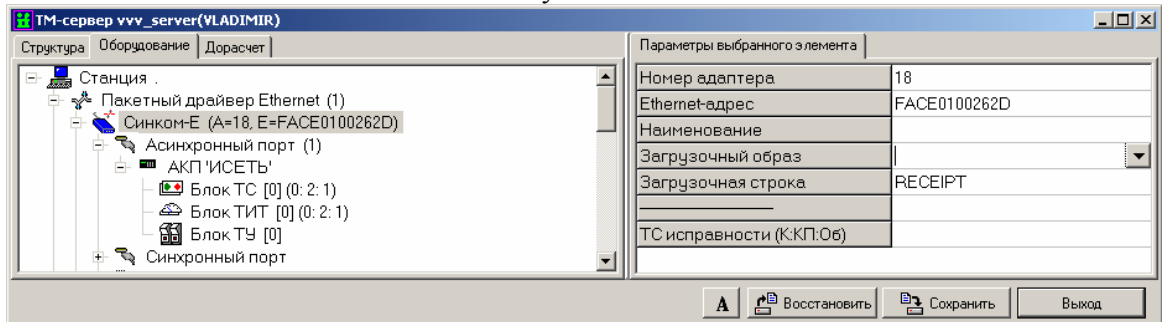 ТМ-сервер vvv_server(VLADIMIR)
Структура Оборудование Дорасчет
Станция .
Пакетный драйвер Ethernet (1)
Синком-Е (A=18, E=FACE0100262D)
Асинхронный порт (1)
АКП 'ИСЕТЬ'
Блок ТС [0] (0: 2: 1)
Блок ТИТ [0] (0: 2: 1)
Блок ТУ [0]
Синхронный порт
Параметры выбранного элемента
Номер адаптера 18
Ethernet-адрес FACE0100262D
Наименование
Загрузочный образ
Загрузочная строка RECEIPT
ТС исправности (К:КП:Об)
A Восстановить Сохранить Выход